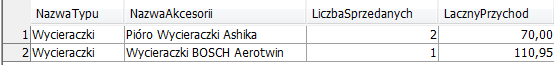 NazwaTypu NazwaAkcesorii LiczbaSprzedanych LacznyPrzychod
1 Wycieraczki Pióro Wycieraczki Ashika 2 70,00
2 Wycieraczki Wycieraczki BOSCH Aerotwin 1 110,95